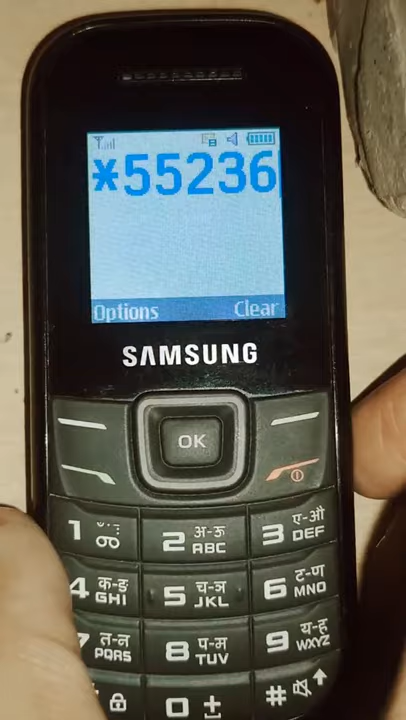 *55236
Options Clear
SAMSUNG
OK
1 2 अ-ऊ ABC 3 ए-औ DEF
4 क-ङ GHI 5 च-ञ JKL 6 ट-ण MNO
7 त-न PQRS 8 प-म TUV 9 य-ह WXYZ
0 + #